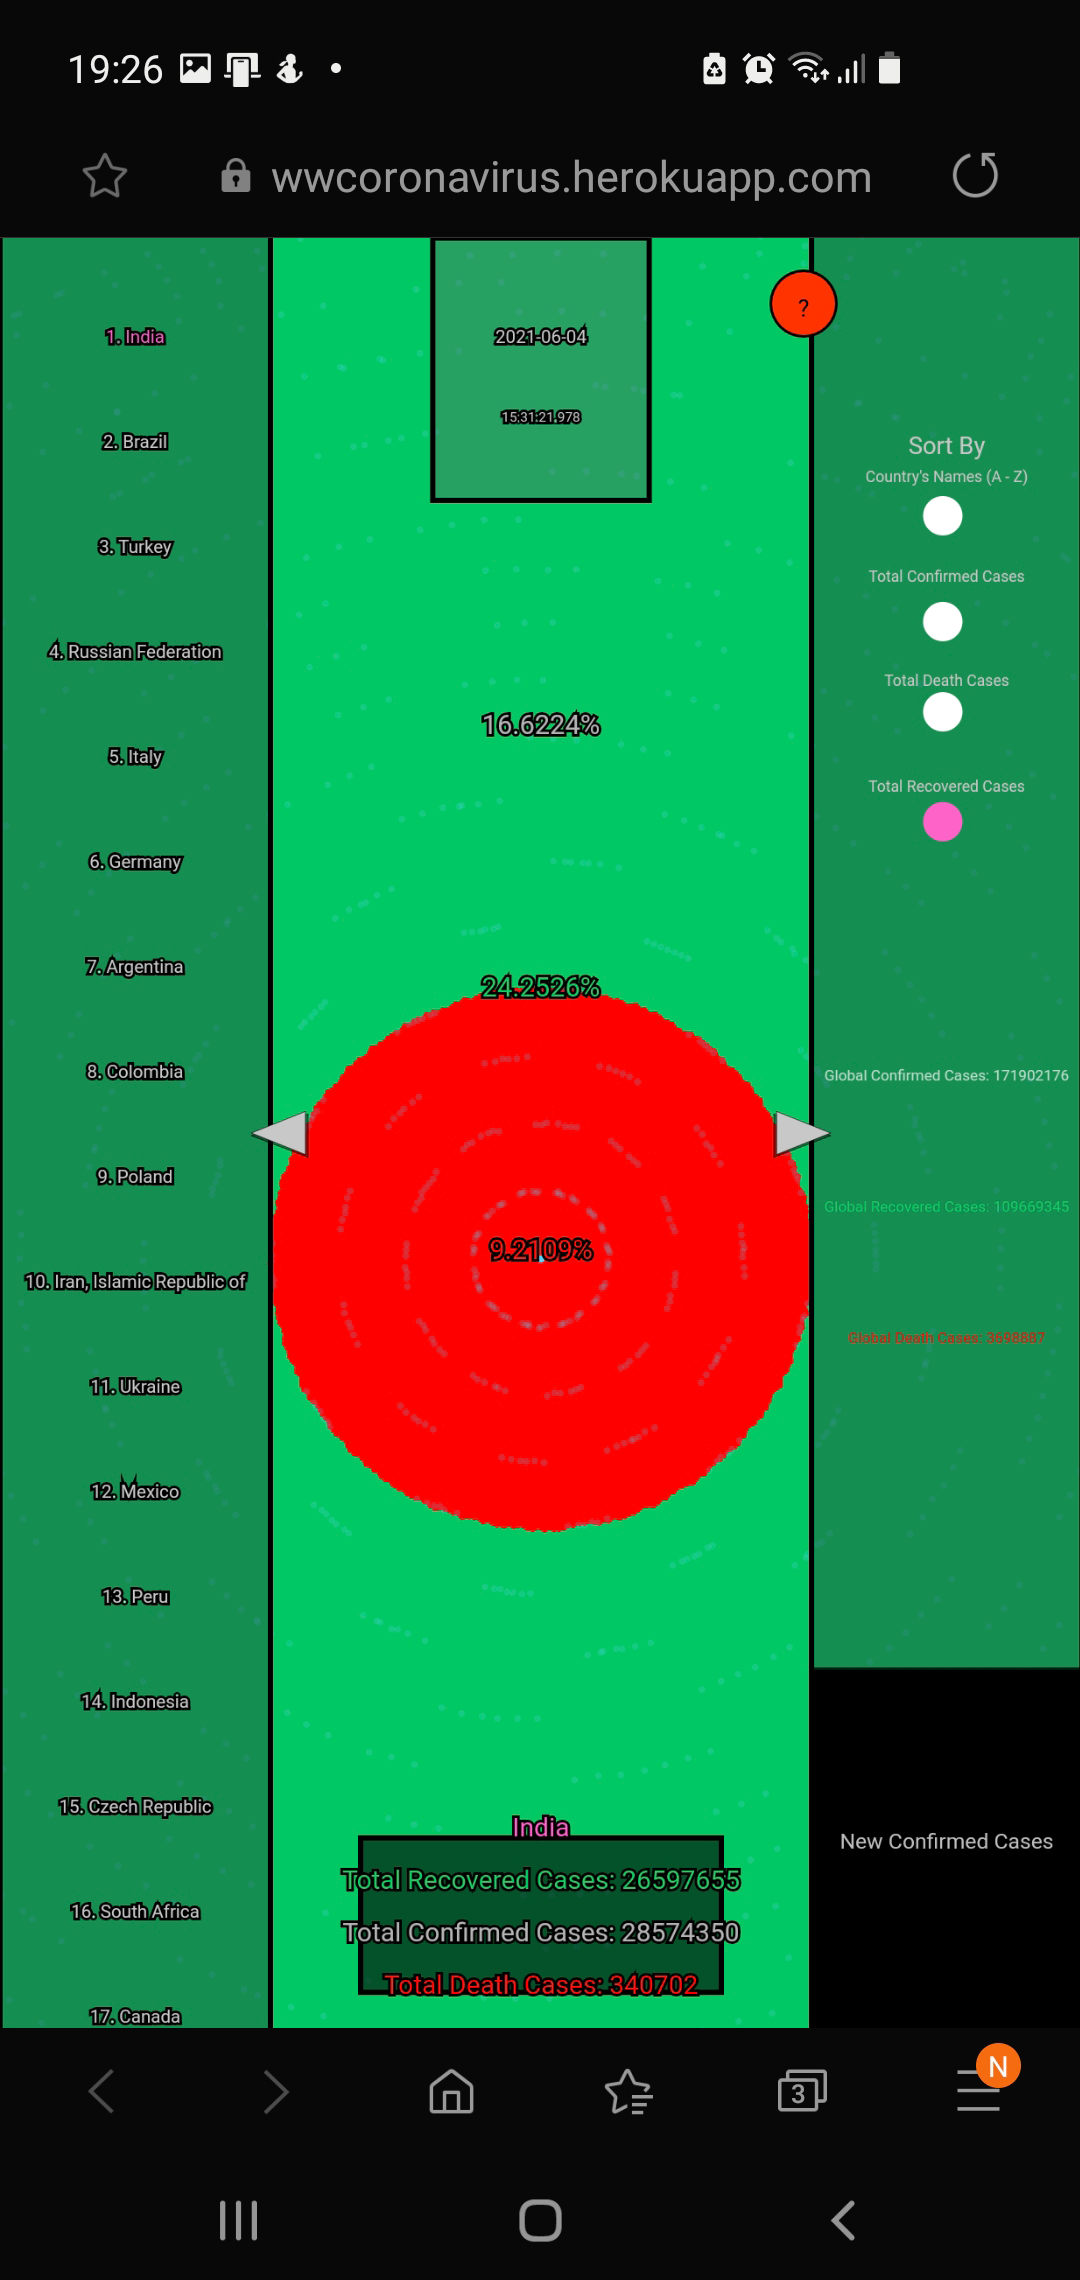 19:26
wwcoronavirus.herokuapp.com
1. India
2. Brazil
3. Turkey
4. Russian Federation
5. Italy
6. Germany
7. Argentina
8. Colombia
9. Poland
10. Iran, Islamic Republic of
11. Ukraine
12. Mexico
13. Peru
14. Indonesia
15. Czech Republic
16. South Africa
17. Canada
2021-06-04
15:31:21.978
16.6224%
24.2526%
9.2109%
India
Total Recovered Cases: 26597655
Total Confirmed Cases: 28574350
Total Death Cases: 340702
?
Sort By
Country's Names (A - Z)
Total Confirmed Cases
Total Death Cases
Total Recovered Cases
Global Confirmed Cases: 171902176
Global Recovered Cases: 109669345
Global Death Cases: 3698887
New Confirmed Cases
3
N